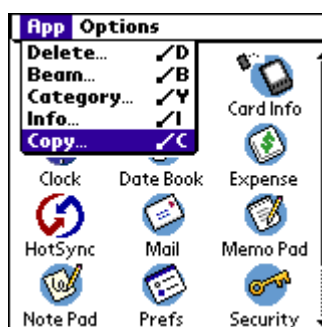 App Options
Delete... ⁄D
Beam... ⁄B
Category... ⁄Y
Info... ⁄I
Copy... ⁄C
Card Info
Clock Date Book Expense
HotSync Mail Memo Pad
Note Pad Prefs Security